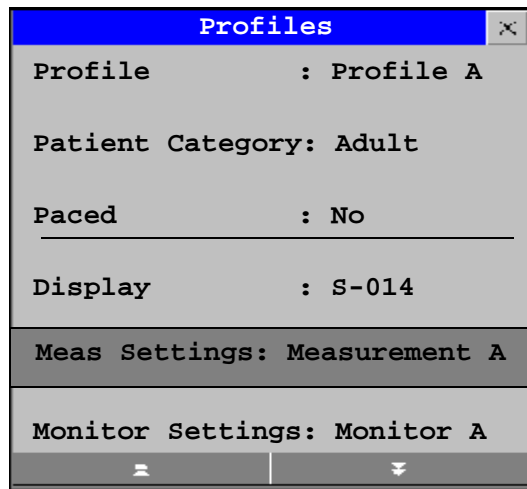 Profiles
Profile : Profile A
Patient Category: Adult
Paced : No
Display : S-014
Meas Settings: Measurement A
Monitor Settings: Monitor A